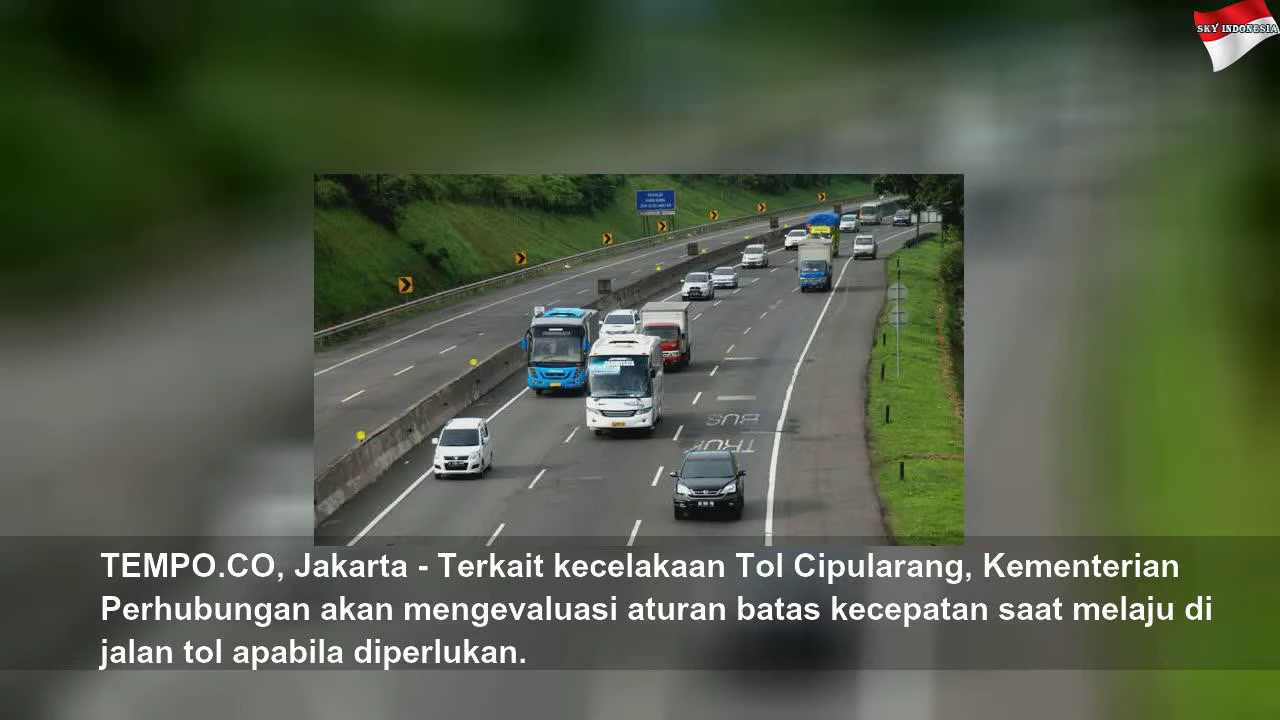 SKY INDONESIA
BUS
TRUK
TEMPO.CO, Jakarta - Terkait kecelakaan Tol Cipularang, Kementerian
Perhubungan akan mengevaluasi aturan batas kecepatan saat melaju di
jalan tol apabila diperlukan.